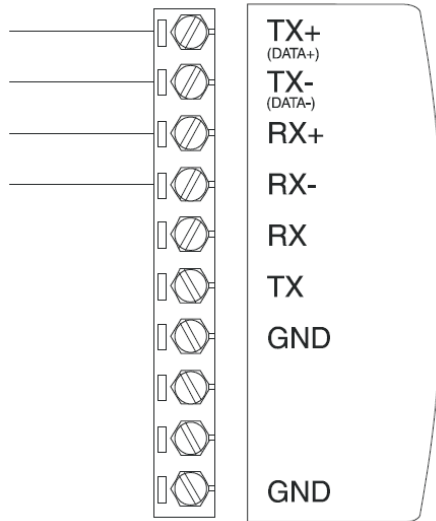 TX+
(DATA+)
TX-
(DATA-)
RX+
RX-
RX
TX
GND
GND